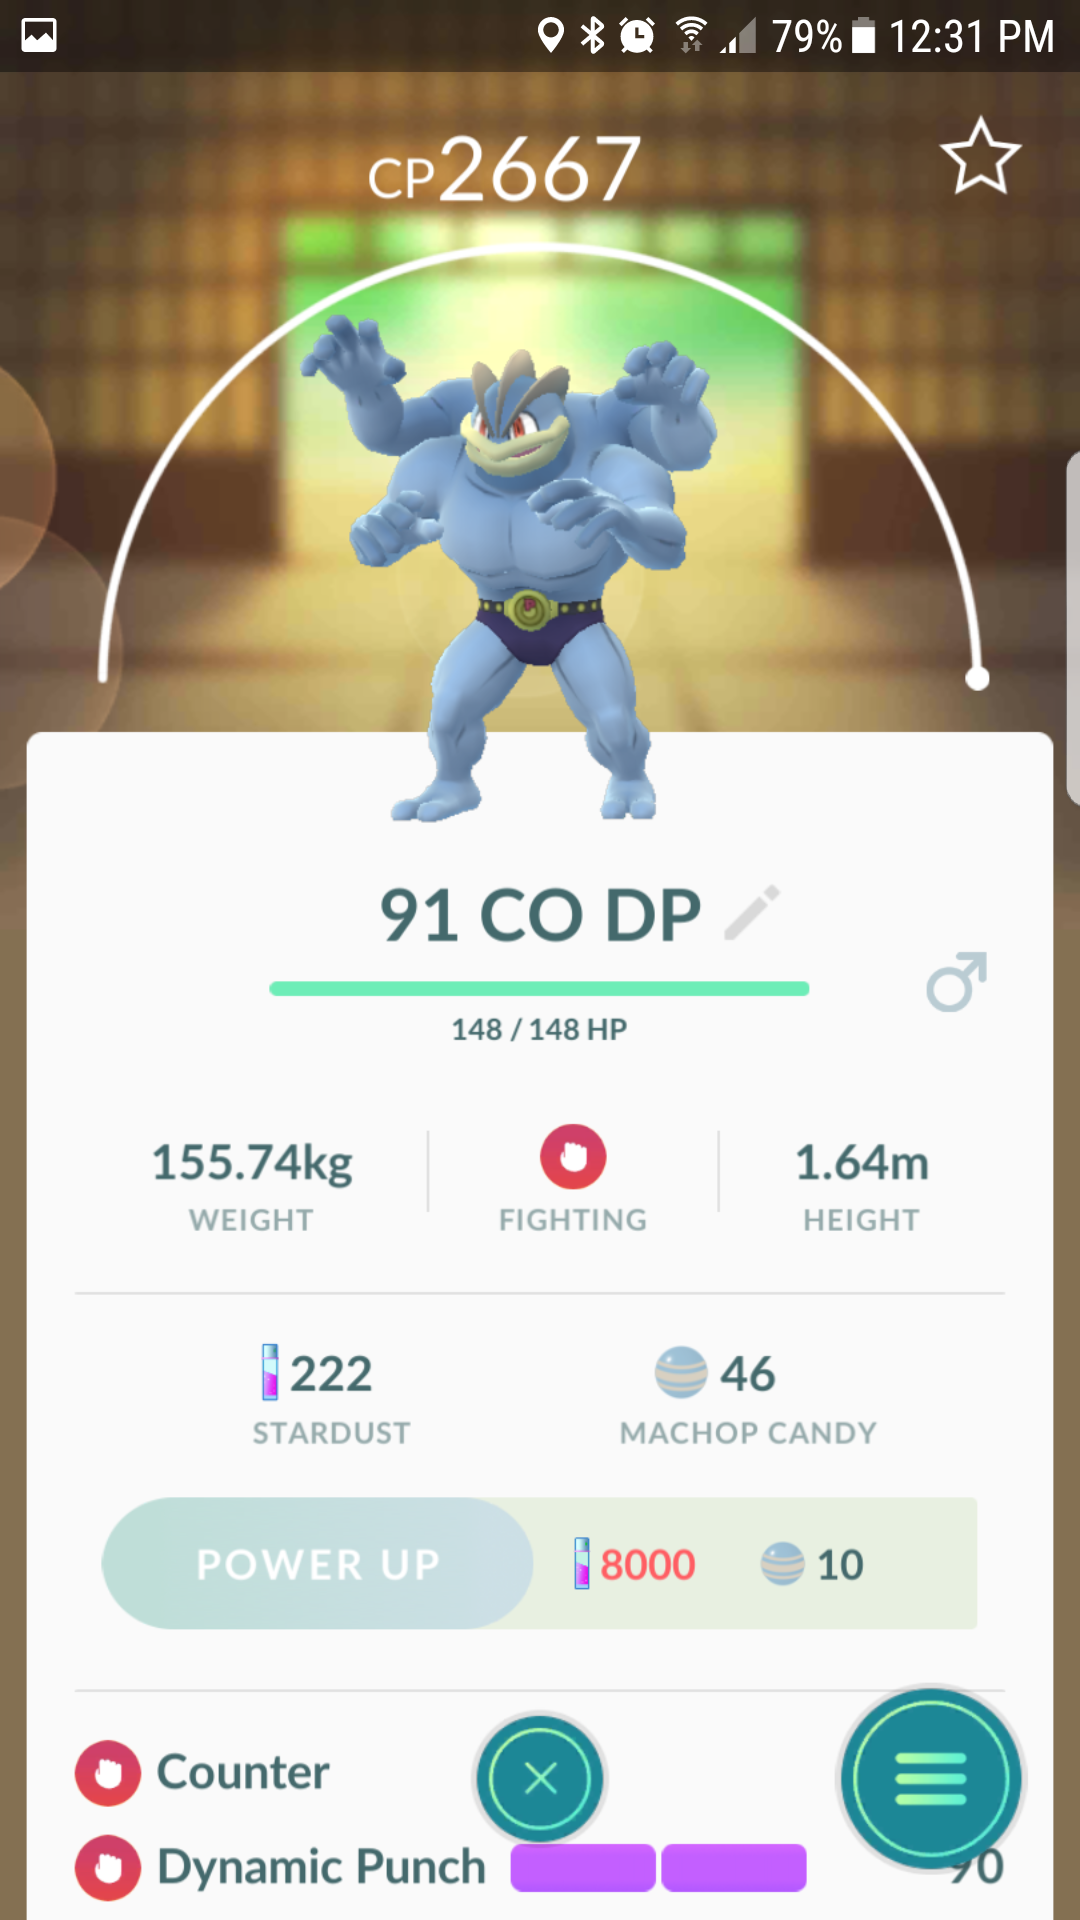 79% 12:31 PM
CP2667
91 CO DP
148 / 148 HP
155.74kg
WEIGHT
FIGHTING
1.64m
HEIGHT
222
STARDUST
46
MACHOP CANDY
POWER UP 8000 10
Counter
Dynamic Punch 90